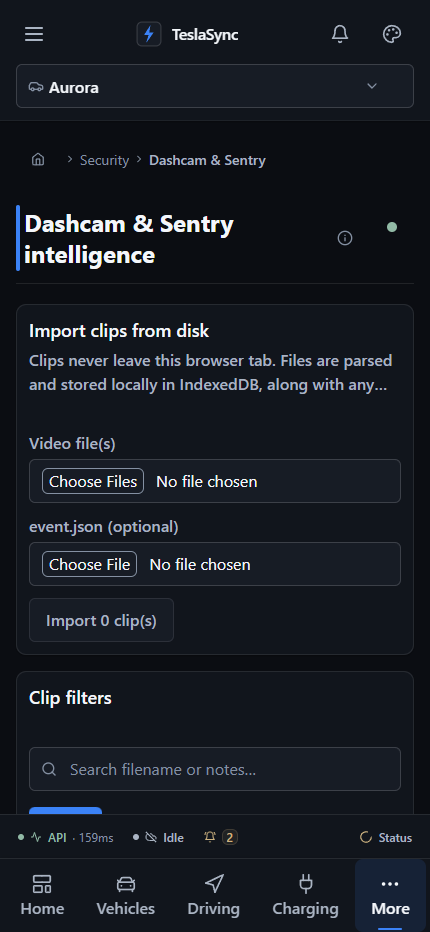 TeslaSync
Aurora
Security
Dashcam & Sentry
Dashcam & Sentry
intelligence
Import clips from disk
Clips never leave this browser tab. Files are parsed
and stored locally in IndexedDB, along with any...
Video file(s)
Choose Files No file chosen
event.json (optional)
Choose File No file chosen
Import 0 clip(s)
Clip filters
Search filename or notes...
API · 159ms Idle 2 Status
Home Vehicles Driving Charging More